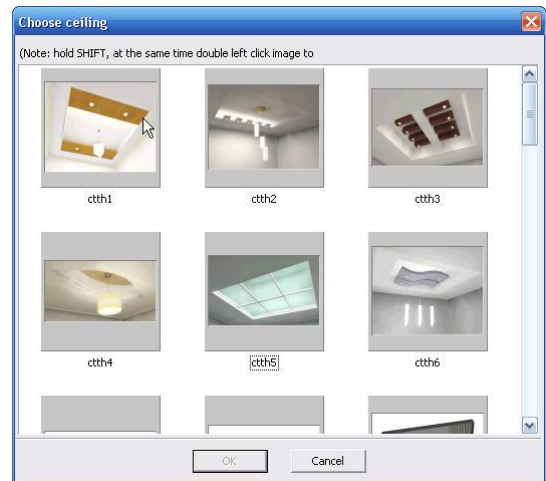 Choose ceiling
(Note: hold SHIFT, at the same time double left click image to
ctth1 ctth2 ctth3
ctth4 ctth5 ctth6
OK Cancel